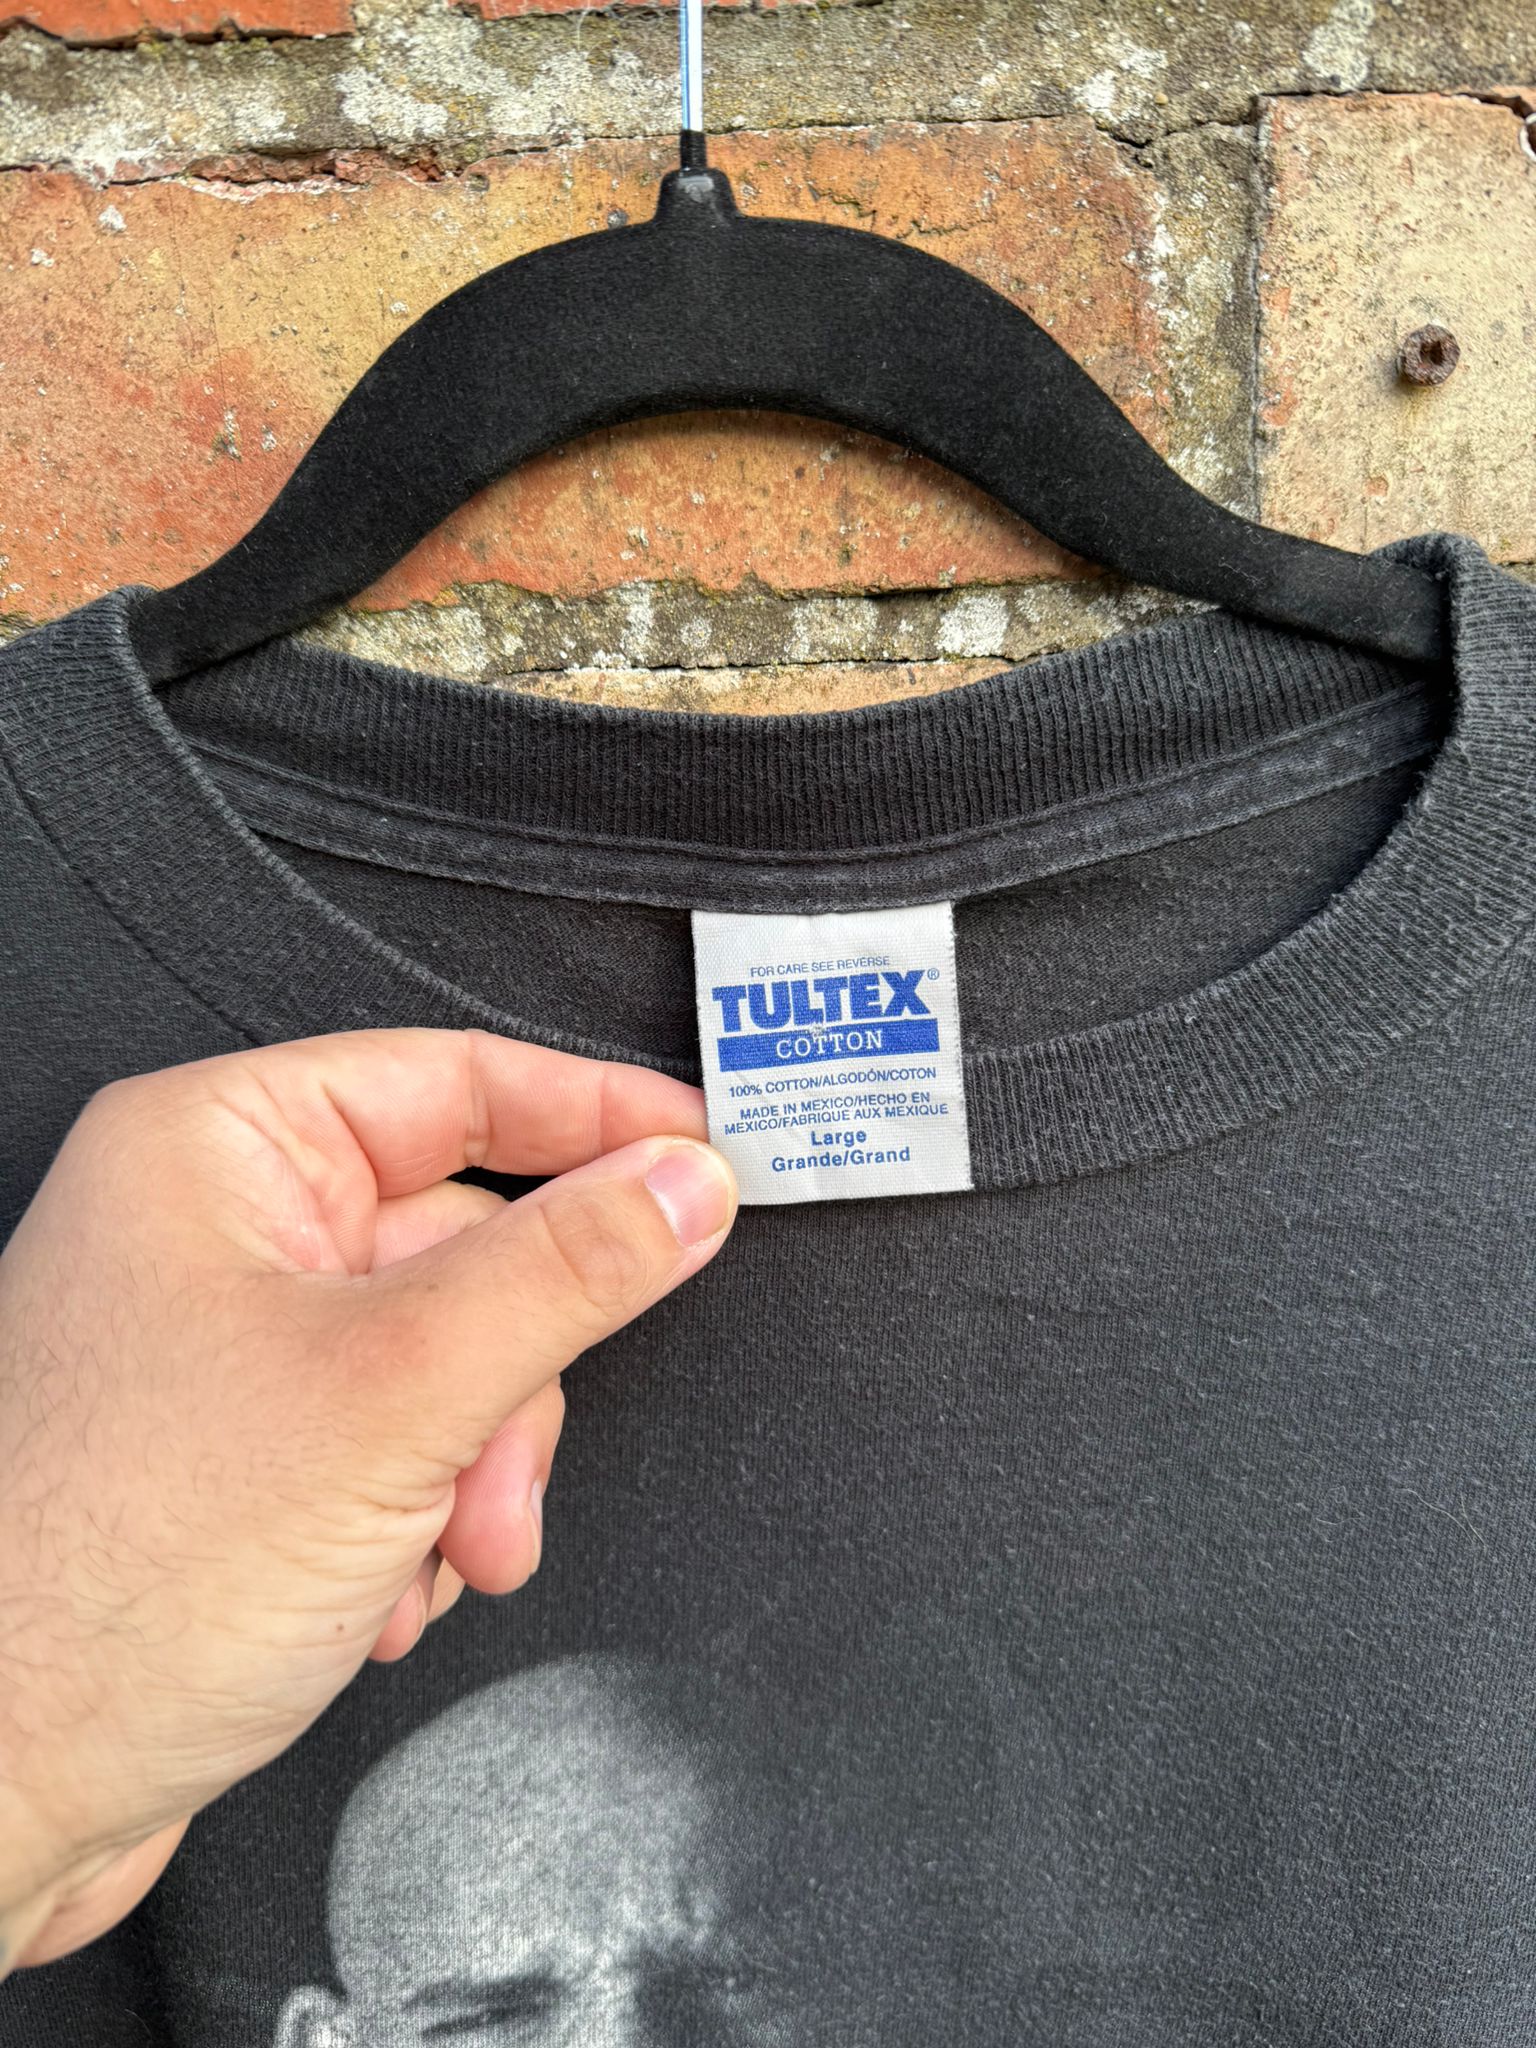 FOR CARE SEE REVERSE
TULTEX®
COTTON
100% COTTON/ALGODÓN/COTON
MADE IN MEXICO/HECHO EN
MEXICO/FABRIQUE AUX MEXIQUE
Large
Grande/Grand